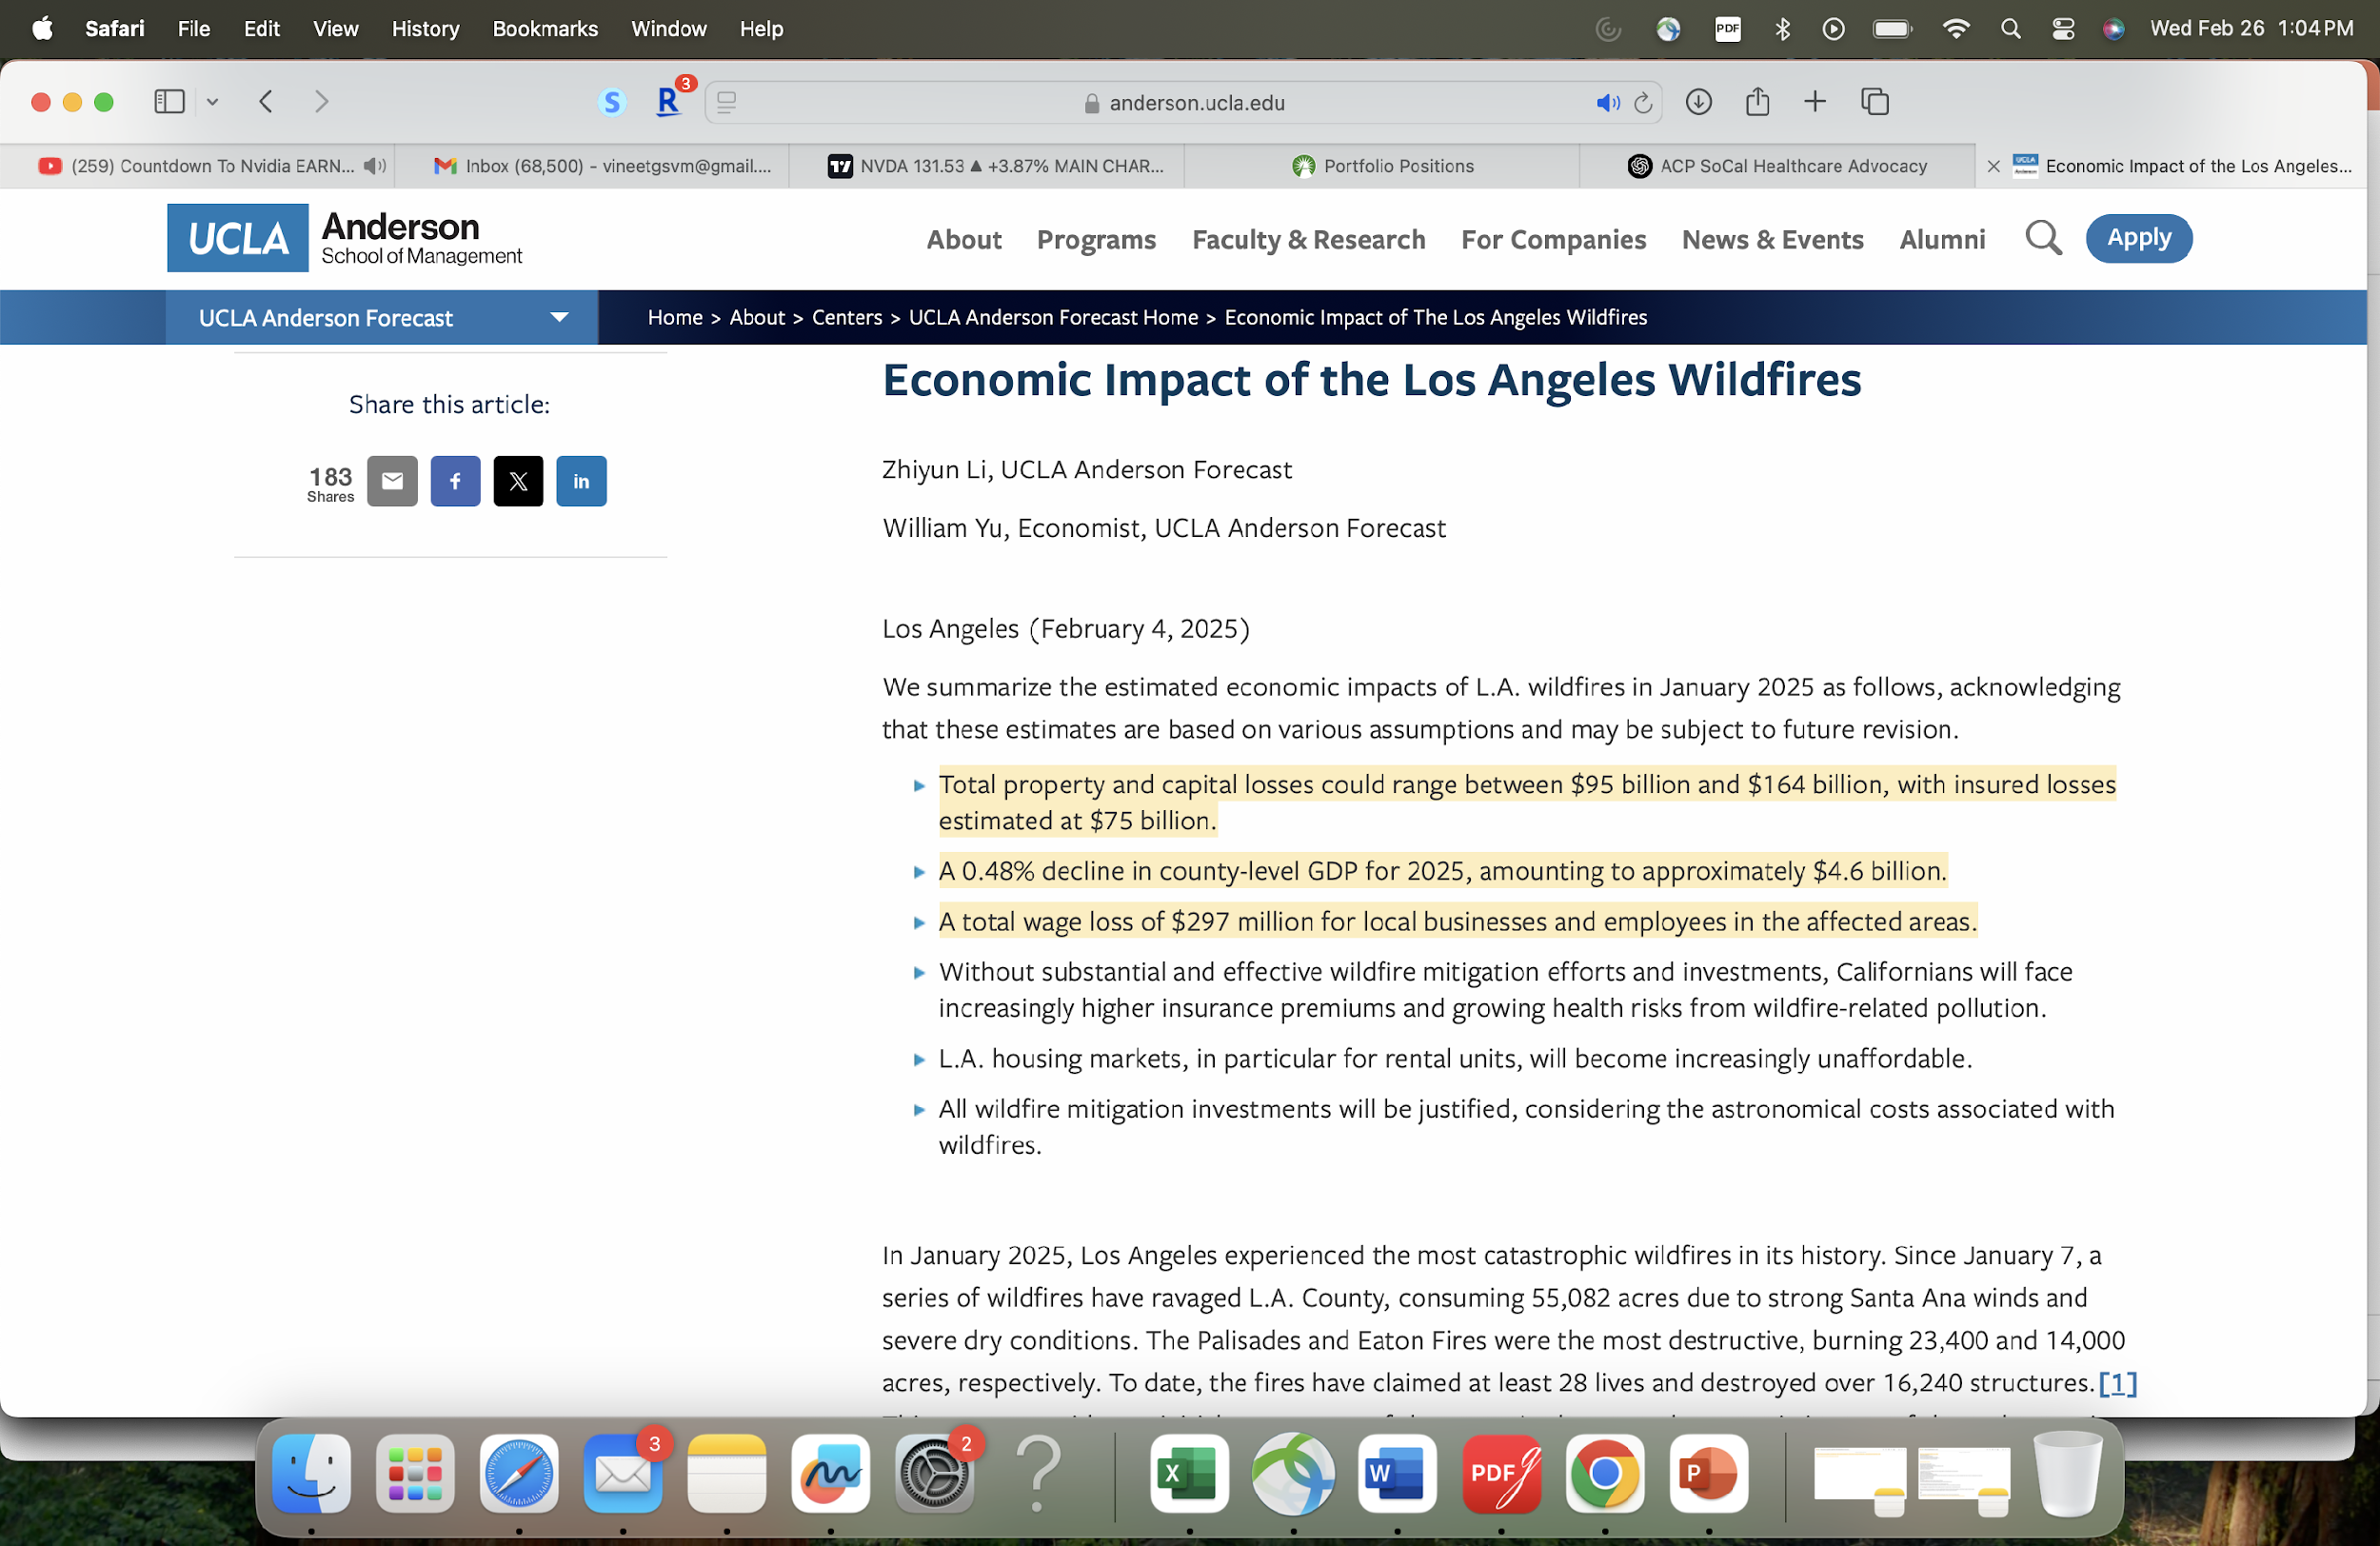 Safari File Edit View History Bookmarks Window Help PDF Wed Feb 26 1:04 PM
S R 3 anderson.ucla.edu
(259) Countdown To Nvidia EARN... Inbox (68,500) - vineetgsvm@gmail.... NVDA 131.53 ▲ +3.87% MAIN CHAR... Portfolio Positions ACP SoCal Healthcare Advocacy Economic Impact of the Los Angeles...
UCLA Anderson
School of Management
About Programs Faculty & Research For Companies News & Events Alumni Apply
UCLA Anderson Forecast Home > About > Centers > UCLA Anderson Forecast Home > Economic Impact of The Los Angeles Wildfires
Share this article:
183
Shares
Economic Impact of the Los Angeles Wildfires
Zhiyun Li, UCLA Anderson Forecast
William Yu, Economist, UCLA Anderson Forecast
Los Angeles (February 4, 2025)
We summarize the estimated economic impacts of L.A. wildfires in January 2025 as follows, acknowledging
that these estimates are based on various assumptions and may be subject to future revision.
Total property and capital losses could range between $95 billion and $164 billion, with insured losses
estimated at $75 billion.
A 0.48% decline in county-level GDP for 2025, amounting to approximately $4.6 billion.
A total wage loss of $297 million for local businesses and employees in the affected areas.
Without substantial and effective wildfire mitigation efforts and investments, Californians will face
increasingly higher insurance premiums and growing health risks from wildfire-related pollution.
L.A. housing markets, in particular for rental units, will become increasingly unaffordable.
All wildfire mitigation investments will be justified, considering the astronomical costs associated with
wildfires.
In January 2025, Los Angeles experienced the most catastrophic wildfires in its history. Since January 7, a
series of wildfires have ravaged L.A. County, consuming 55,082 acres due to strong Santa Ana winds and
severe dry conditions. The Palisades and Eaton Fires were the most destructive, burning 23,400 and 14,000
acres, respectively. To date, the fires have claimed at least 28 lives and destroyed over 16,240 structures.[1]
3 2 ? X W PDF P